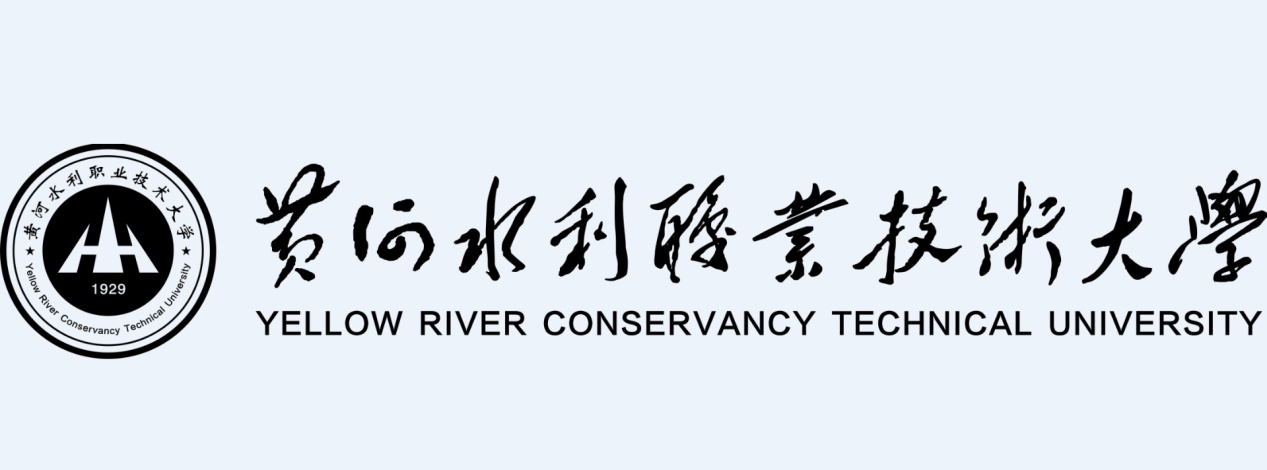 黄河水利职业技术大学
1929
Yellow River Conservancy Technical University
黄河水利職業技術大學
YELLOW RIVER CONSERVANCY TECHNICAL UNIVERSITY